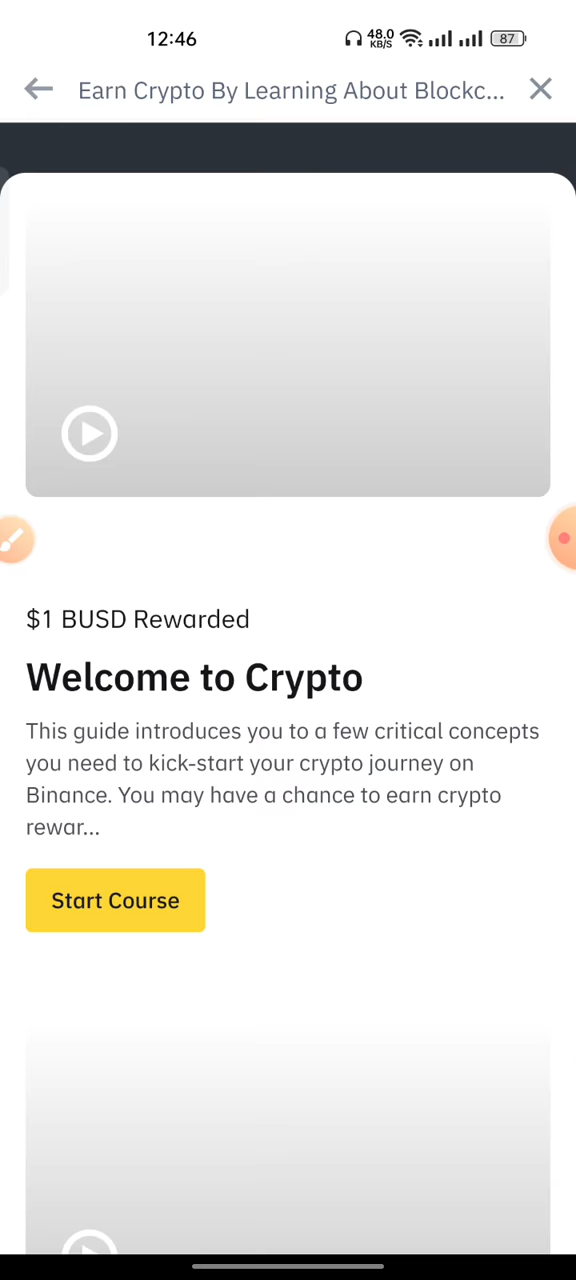 12:46
48.0
KB/S
87
Earn Crypto By Learning About Blockc...
$1 BUSD Rewarded
Welcome to Crypto
This guide introduces you to a few critical concepts
you need to kick-start your crypto journey on
Binance. You may have a chance to earn crypto
rewar...
Start Course